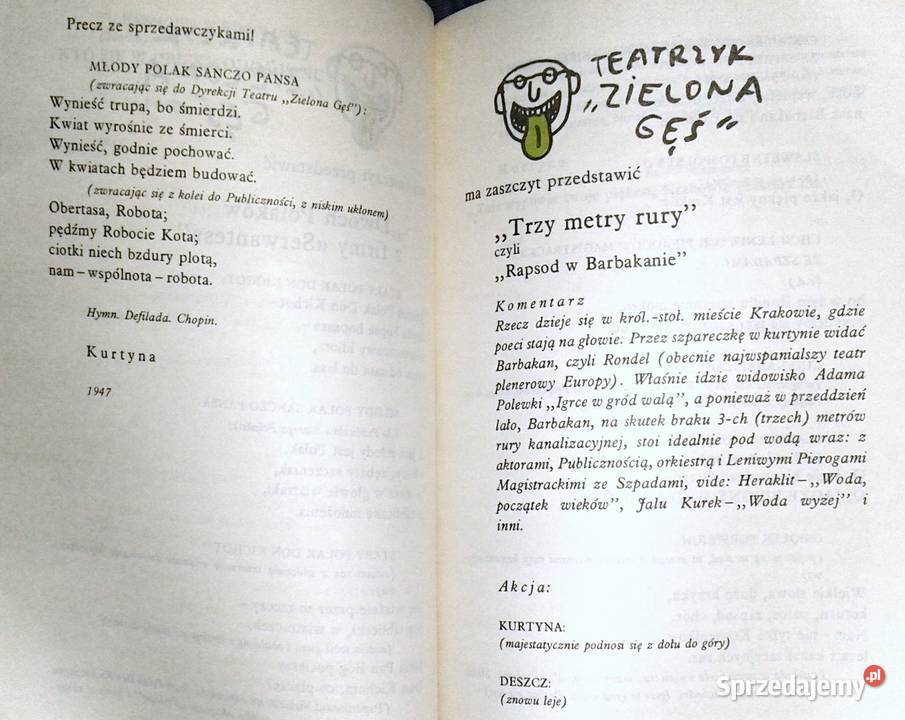 Precz ze sprzedawczykami!
MŁODY POLAK SANCZO PANSA
(zwracając się do Dyrekcji Teatru „Zielona Gęś"):
Wynieść trupa, bo śmierdzi.
Kwiat wyrośnie ze śmierci.
Wynieść, godnie pochować.
W kwiatach będziem budować.
(zwracając się z kolei do Publiczności, z niskim ukłonem)
Obertasa, Robota;
pędźmy Robocie Kota;
ciotki niech bzdury plotą,
nam – wspólnota – robota.
Hymn. Defilada. Chopin.
Kurtyna
1947
TEATRZYK
„ZIELONA
GĘŚ"
ma zaszczyt przedstawić
„Trzy metry rury"
czyli
„Rapsod w Barbakanie"
Komentarz
Rzecz dzieje się w król.-stoł. mieście Krakowie, gdzie
poeci stają na głowie. Przez szpareczkę w kurtynie widać
Barbakan, czyli Rondel (obecnie najwspanialszy teatr
plenerowy Europy). Właśnie idzie widowisko Adama
Polewki „Igrce w gród walą", a ponieważ w przeddzień
lało, Barbakan, na skutek braku 3-ch (trzech) metrów
rury kanalizacyjnej, stoi idealnie pod wodą wraz: z
aktorami, Publicznością, orkiestrą i Leniwymi Pierogami
Magistrackimi ze Szpadami, vide: Heraklit – „Woda,
początek wieków", Jalu Kurek – „Woda wyżej" i
inni.
Akcja:
KURTYNA:
(majestatycznie podnosi się z dołu do góry)
DESZCZ:
(znowu leje)
Sprzedajemy.pl